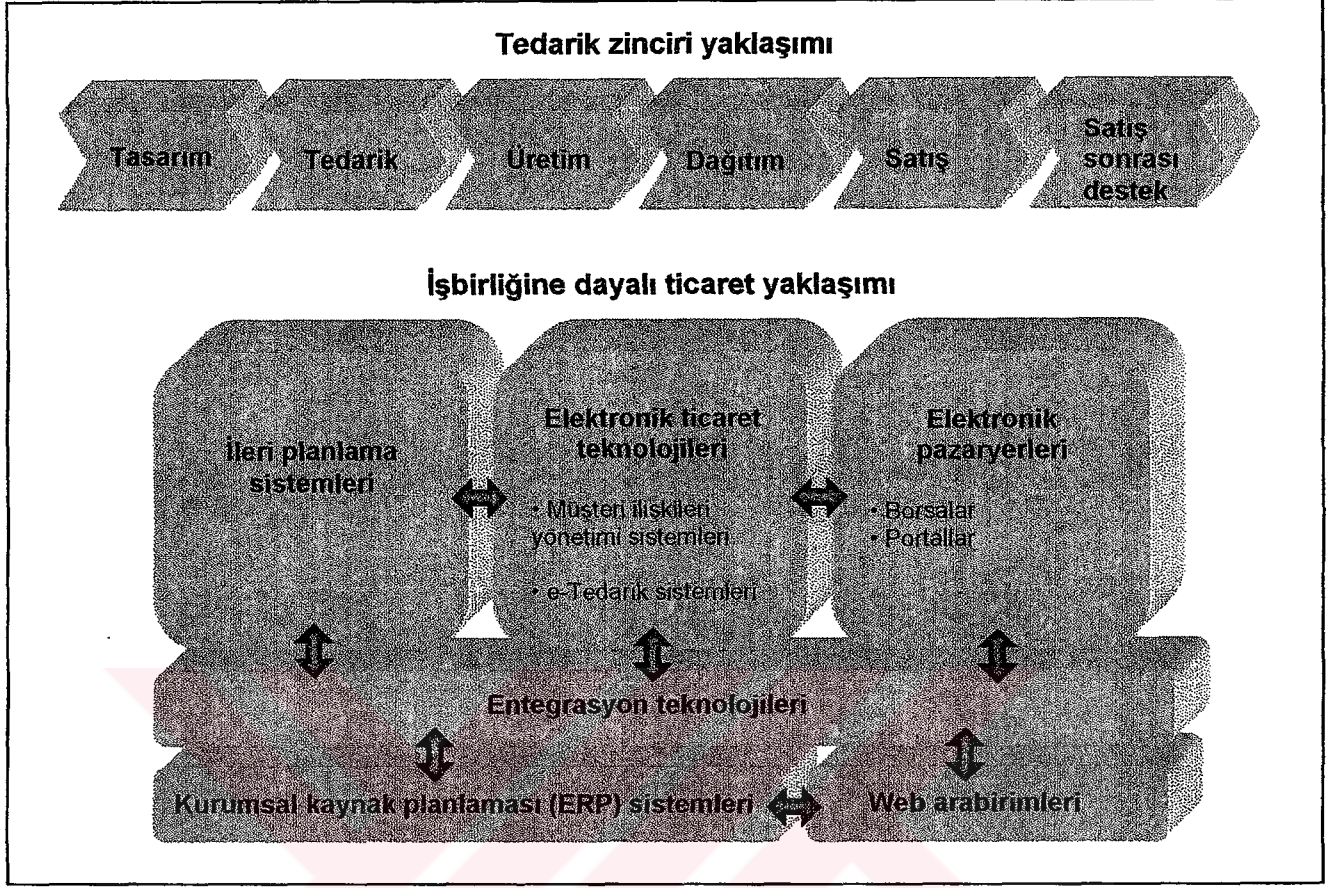 Tedarik zinciri yaklaşımı
Tasarım
Tedarik
Üretim
Dağıtım
Satış
Satış
sonrası
destek
İşbirliğine dayalı ticaret yaklaşımı
İleri planlama
sistemleri
Elektronik ticaret
teknolojileri
• Müşteri ilişkileri
yönetimi sistemleri
• e-Tedarik sistemleri
Elektronik
pazaryerleri
• Borsalar
• Portallar
Entegrasyon teknolojileri
Kurumsal kaynak planlaması (ERP) sistemleri
Web arabirimleri